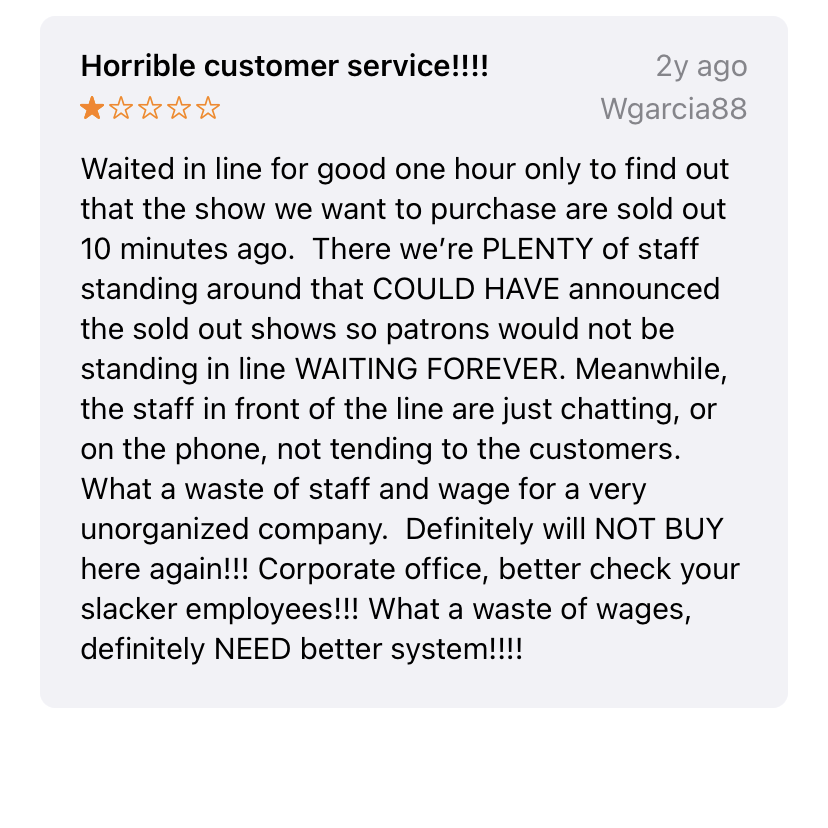 Horrible customer service!!!! 2y ago
Wgarcia88
Waited in line for good one hour only to find out
that the show we want to purchase are sold out
10 minutes ago.  There we’re PLENTY of staff
standing around that COULD HAVE announced
the sold out shows so patrons would not be
standing in line WAITING FOREVER. Meanwhile,
the staff in front of the line are just chatting, or
on the phone, not tending to the customers.
What a waste of staff and wage for a very
unorganized company.  Definitely will NOT BUY
here again!!! Corporate office, better check your
slacker employees!!! What a waste of wages,
definitely NEED better system!!!!